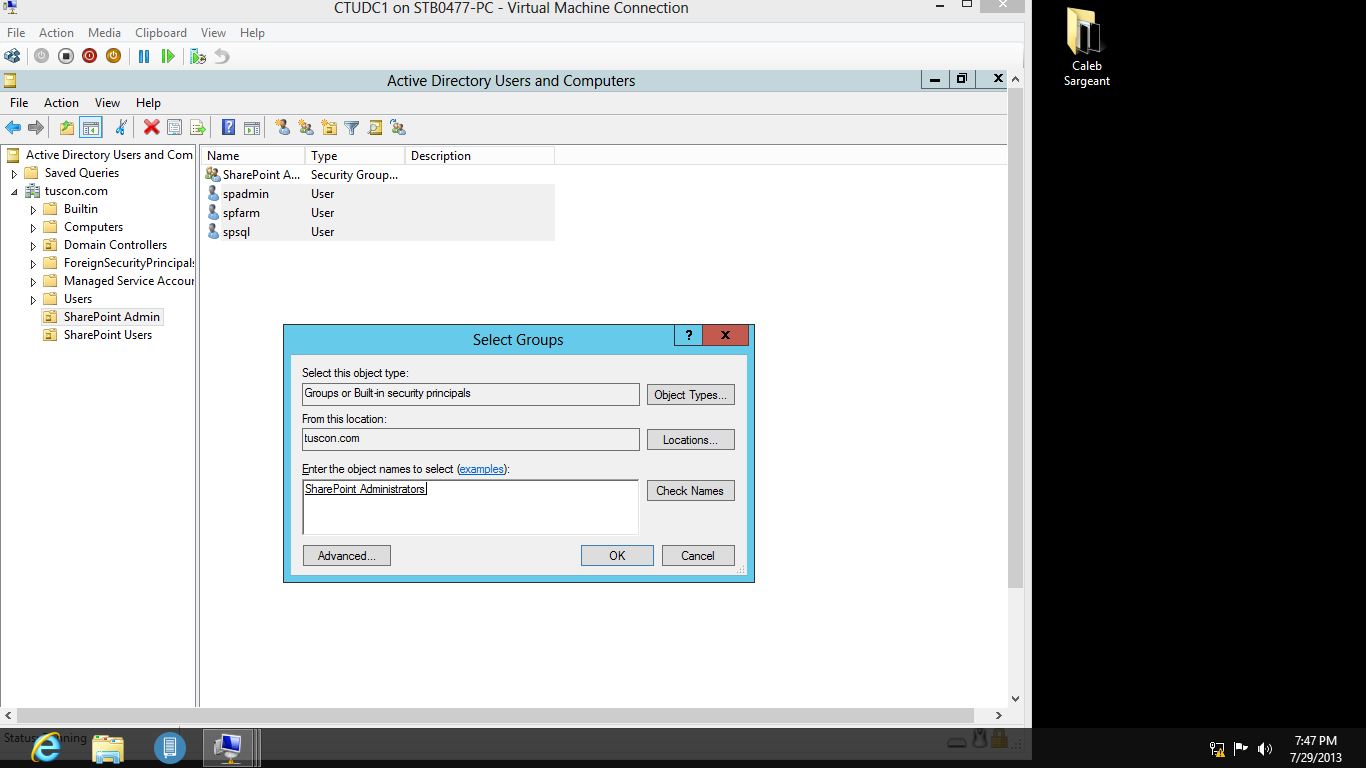 CTUDC1 on STB0477-PC - Virtual Machine Connection
File Action Media Clipboard View Help
Active Directory Users and Computers
File Action View Help
Active Directory Users and Com
Saved Queries
tuscon.com
Builtin
Computers
Domain Controllers
ForeignSecurityPrincipals
Managed Service Accour
Users
SharePoint Admin
SharePoint Users
Name Type Description
SharePoint A... Security Group...
spadmin User
spfarm User
spsql User
Select Groups
? x
Select this object type:
Groups or Built-in security principals
Object Types...
From this location:
tuscon.com
Locations...
Enter the object names to select (examples):
SharePoint Administrators
Check Names
Advanced...
OK
Cancel
Caleb
Sargeant
7:47 PM
7/29/2013